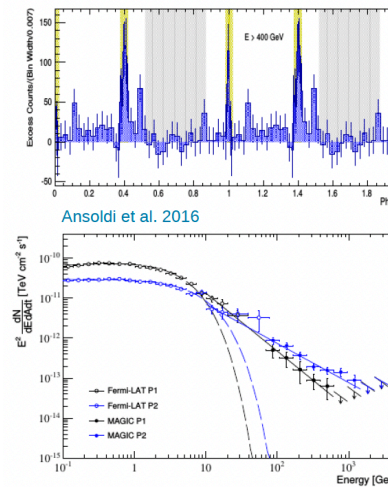 Excess Counts/(Bin Width/0.007)
150
100
50
0
-50
E > 400 GeV
0 0.2 0.4 0.6 0.8 1 1.2 1.4 1.6 1.8
Ph
Ansoldi et al. 2016
E² dN/dEdAdt [TeV cm⁻² s⁻¹]
10⁻¹⁰
10⁻¹¹
10⁻¹²
10⁻¹³
10⁻¹⁴
10⁻¹⁵
Fermi-LAT P1
Fermi-LAT P2
MAGIC P1
MAGIC P2
10⁻¹ 1 10 10² 10³
Energy [Ge